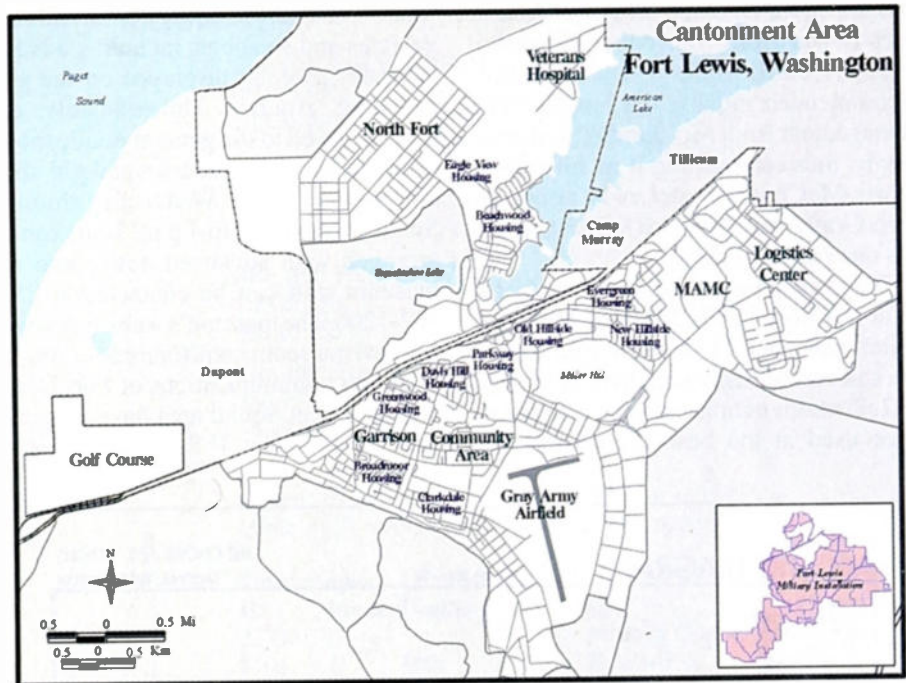 Cantonment Area
Fort Lewis, Washington
Puget
Sound
Veterans
Hospital
American
Lake
North Fort
Tillicum
Eagle View
Housing
Beachwood
Housing
Camp
Murray
Logistics
Center
Sequalitchew Lake
MAMC
Evergreen
Housing
Old Hillside
Housing
New Hillside
Housing
Parkway
Housing
Miller Hill
Dupont
Davis Hill
Housing
Greenwood
Housing
Garrison
Community
Area
Golf Course
Broadmoor
Housing
Clarkdale
Housing
Gray Army
Airfield
Fort Lewis
Military Installation
N
0.5 0 0.5 Mi
0.5 0 0.5 Km